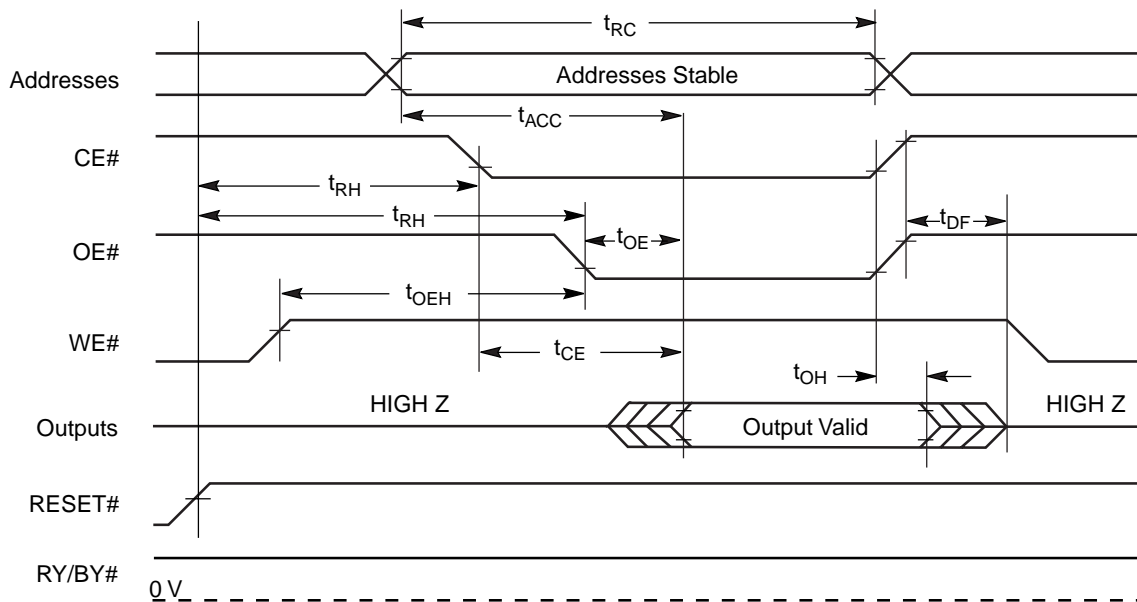 tRC
Addresses
Addresses Stable
tACC
CE#
tRH
tRH
tOE
tDF
OE#
tOEH
WE#
tCE
tOH
HIGH Z
HIGH Z
Outputs
Output Valid
RESET#
RY/BY#
0 V